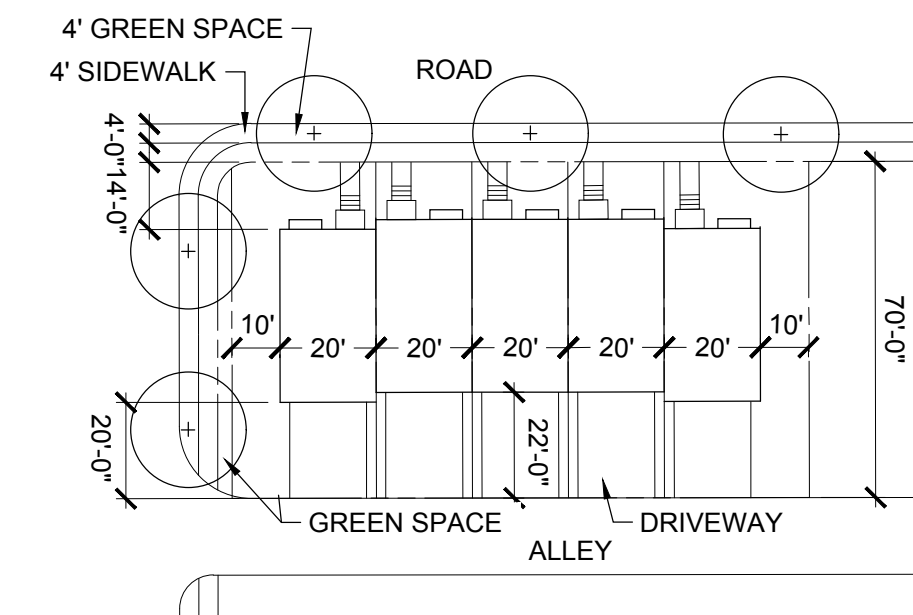 4' GREEN SPACE
4' SIDEWALK
ROAD
4'-0"
14'-0"
10'
20'
20'
20'
20'
20'
10'
70'-0"
20'-0"
22'-0"
GREEN SPACE
DRIVEWAY
ALLEY